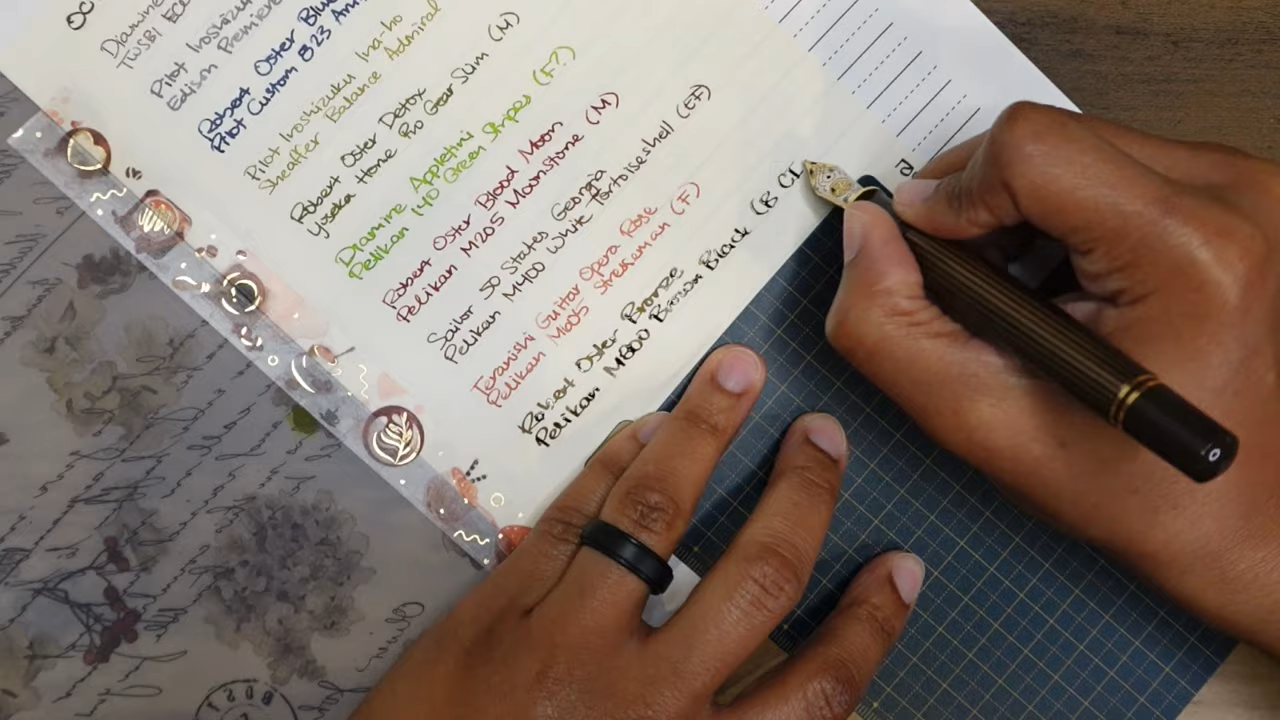 Diamine
TWSBI ECO
Pilot Iroshizuku
Edison Premiere
Robert Oster Blue
Pilot Custom 823
Pilot Iroshizuku Ina-ho
Sheaffer Balance Admiral
Robert Oster Detox
Yoseka Home Pro Gear Slim (M)
Diamine Appletini
Pelikan 140 Green Stripes (F?)
Robert Oster Blood Moon
Pelikan M205 Moonstone (M)
Sailor 50 States Georgia
Pelikan M400 White Tortoiseshell (EF)
Teranishi Guitar Opera Rose
Pelikan M605 Stresemann (F)
Robert Oster Bronze
Pelikan M800 Brown Black (B CI